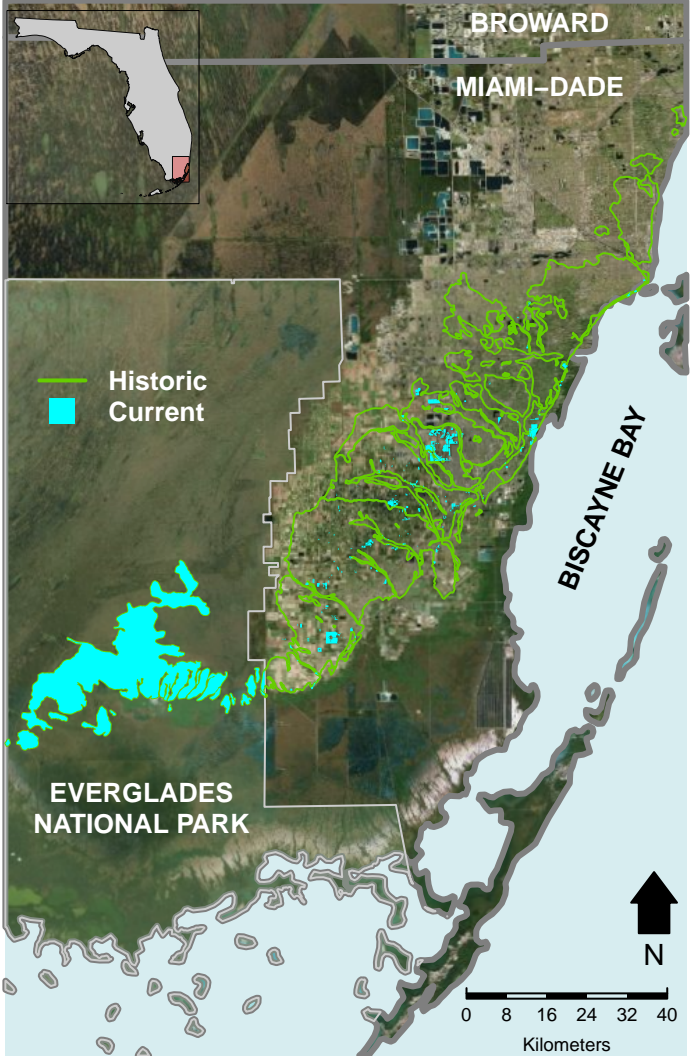 BROWARD
MIAMI–DADE
Historic
Current
BISCAYNE BAY
EVERGLADES
NATIONAL PARK
N
0 8 16 24 32 40
Kilometers